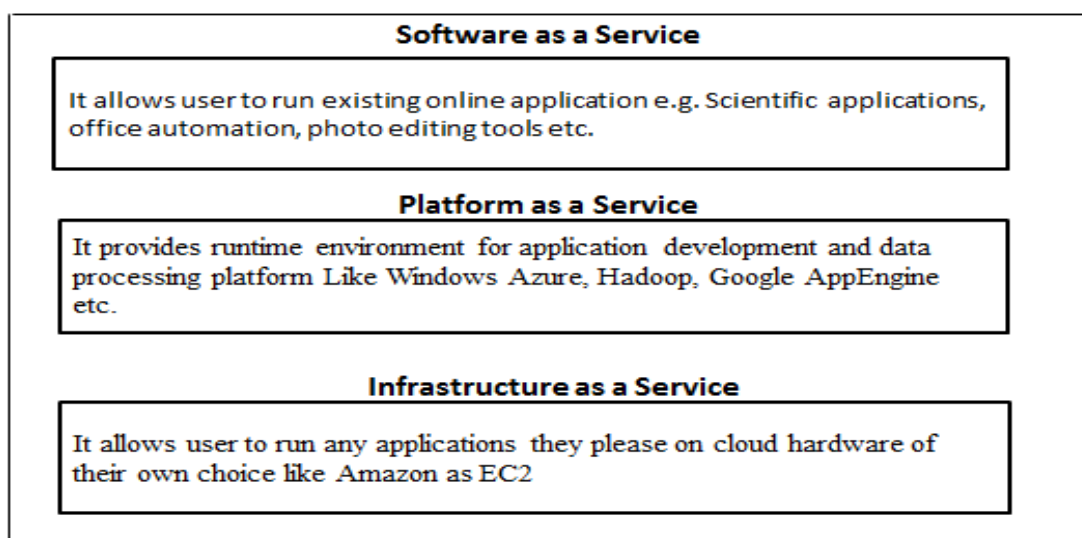 Software as a Service
It allows user to run existing online application e.g. Scientific applications,
office automation, photo editing tools etc.
Platform as a Service
It provides runtime environment for application development and data
processing platform Like Windows Azure, Hadoop, Google AppEngine
etc.
Infrastructure as a Service
It allows user to run any applications they please on cloud hardware of
their own choice like Amazon as EC2